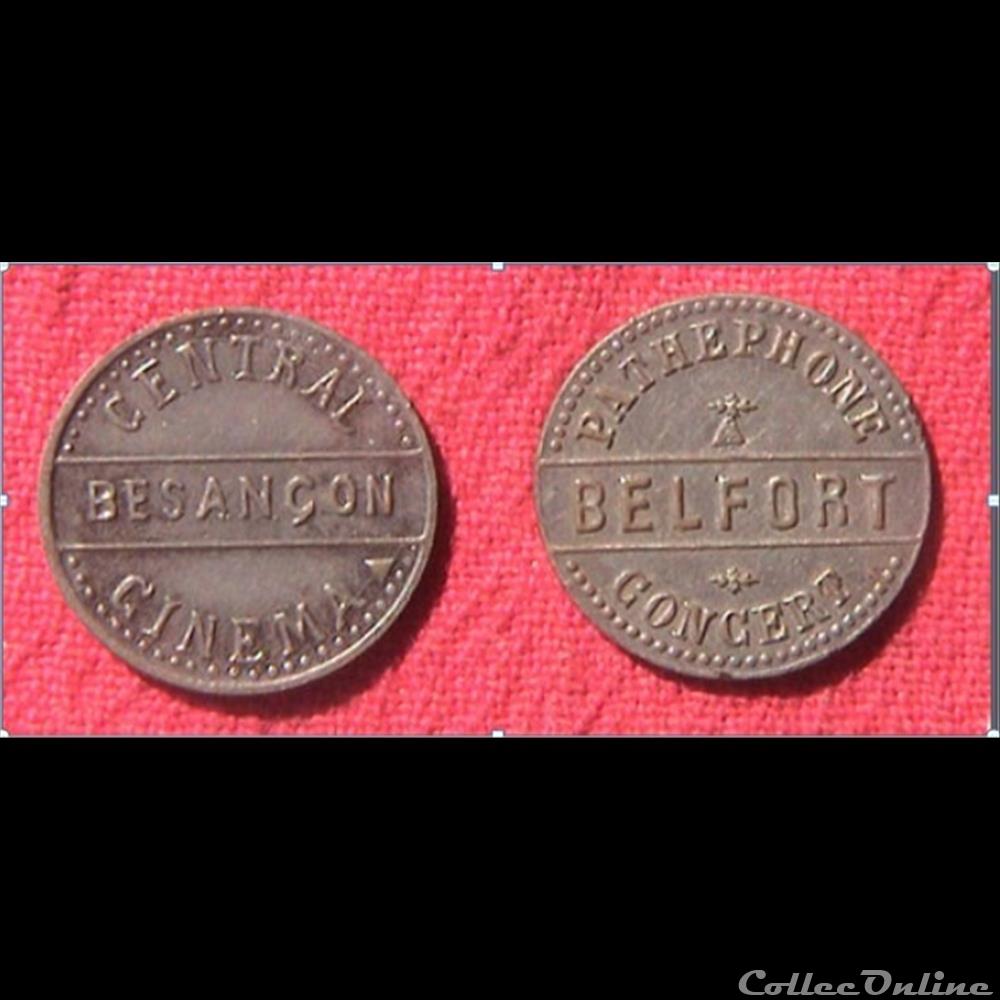 CENTRAL
BESANÇON
CINEMA
PATHEPHONE
BELFORT
CONCERT
CollecOnline